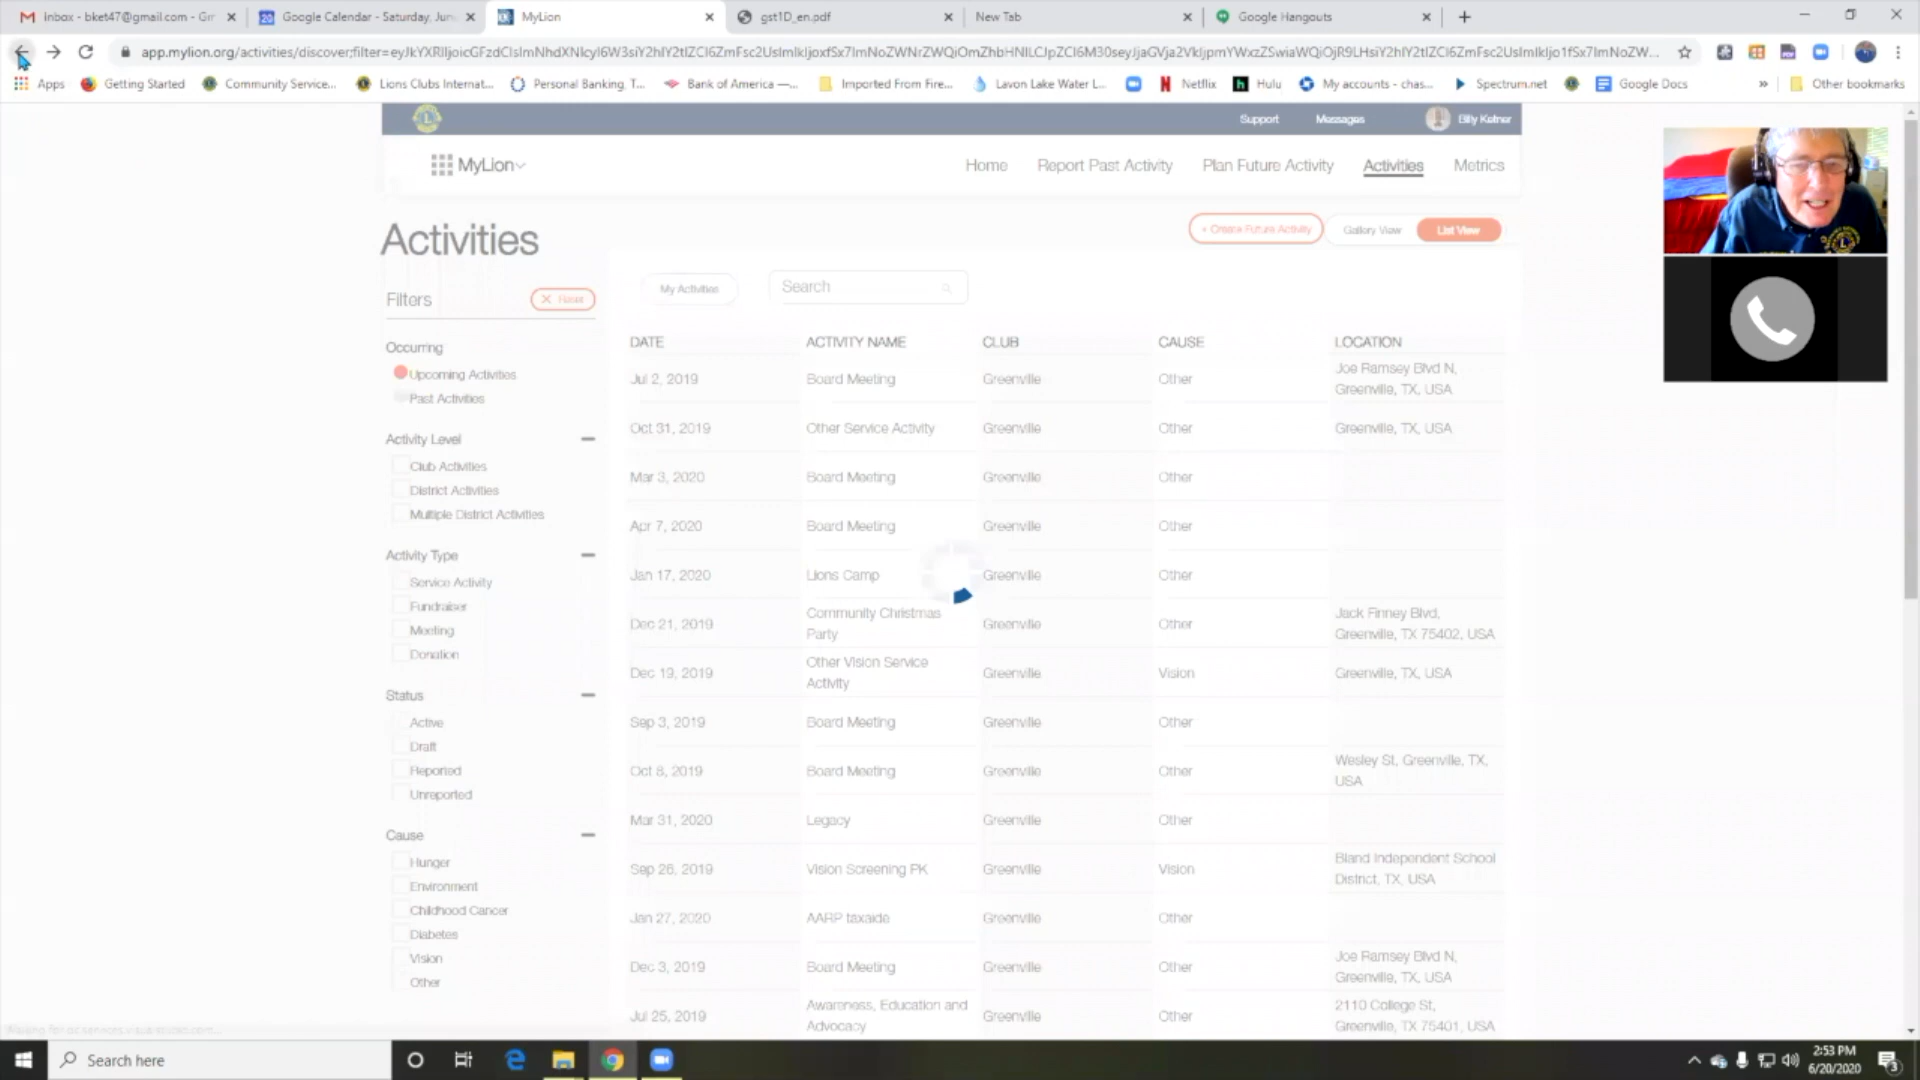 Inbox - bket47@gmail.com - Gm
Google Calendar - Saturday, June
MyLion
gst1D_en.pdf
New Tab
Google Hangouts
Apps
Getting Started
Community Service...
Lions Clubs Internat...
Personal Banking, T...
Bank of America —...
Imported From Fire...
Lavon Lake Water L...
Netflix
Hulu
My accounts - chas...
Spectrum.net
Google Docs
Other bookmarks
Support
Messages
MyLion
Home
Report Past Activity
Plan Future Activity
Activities
Metrics
Activities
+ Create Future Activity
Gallery View
List View
Filters
Reset
My Activities
Search
Occurring
Upcoming Activities
Past Activities
Activity Level
Club Activities
District Activities
Multiple District Activities
Activity Type
Service Activity
Fundraiser
Meeting
Donation
Status
Active
Draft
Reported
Unreported
Cause
Hunger
Environment
Childhood Cancer
Diabetes
Vision
Other
DATE ACTIVITY NAME CLUB CAUSE LOCATION
Jul 2, 2019 Board Meeting Greenville Other Joe Ramsey Blvd N,
Greenville, TX, USA
Oct 31, 2019 Other Service Activity Greenville Other Greenville, TX, USA
Mar 3, 2020 Board Meeting Greenville Other
Apr 7, 2020 Board Meeting Greenville Other
Jan 17, 2020 Lions Camp Greenville Other
Dec 21, 2019 Community Christmas Greenville Other Jack Finney Blvd,
Party Greenville, TX 75402, USA
Dec 19, 2019 Other Vision Service Greenville Vision Greenville, TX, USA
Activity
Sep 3, 2019 Board Meeting Greenville Other
Oct 8, 2019 Board Meeting Greenville Other Wesley St, Greenville, TX,
USA
Mar 31, 2020 Legacy Greenville Other
Sep 26, 2019 Vision Screening PK Greenville Vision Bland Independent School
District, TX, USA
Jan 27, 2020 AARP taxaide Greenville Other
Dec 3, 2019 Board Meeting Greenville Other Joe Ramsey Blvd N,
Greenville, TX, USA
Jul 25, 2019 Awareness, Education and Greenville Other 2110 College St,
Advocacy Greenville, TX 75401, USA
Search here
2:53 PM
6/20/2020
3